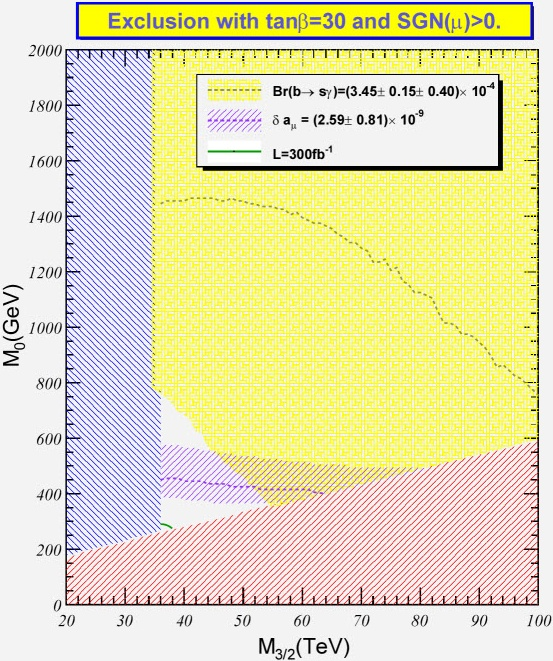 Exclusion with tanβ=30 and SGN(μ)>0.
Br(b→ sγ)=(3.45± 0.15± 0.40)× 10⁻⁴
δ aμ = (2.59± 0.81)× 10⁻⁹
L=300fb⁻¹
2000
1800
1600
1400
1200
1000
800
600
400
200
0
M₀(GeV)
20 30 40 50 60 70 80 90 100
M₃/₂(TeV)